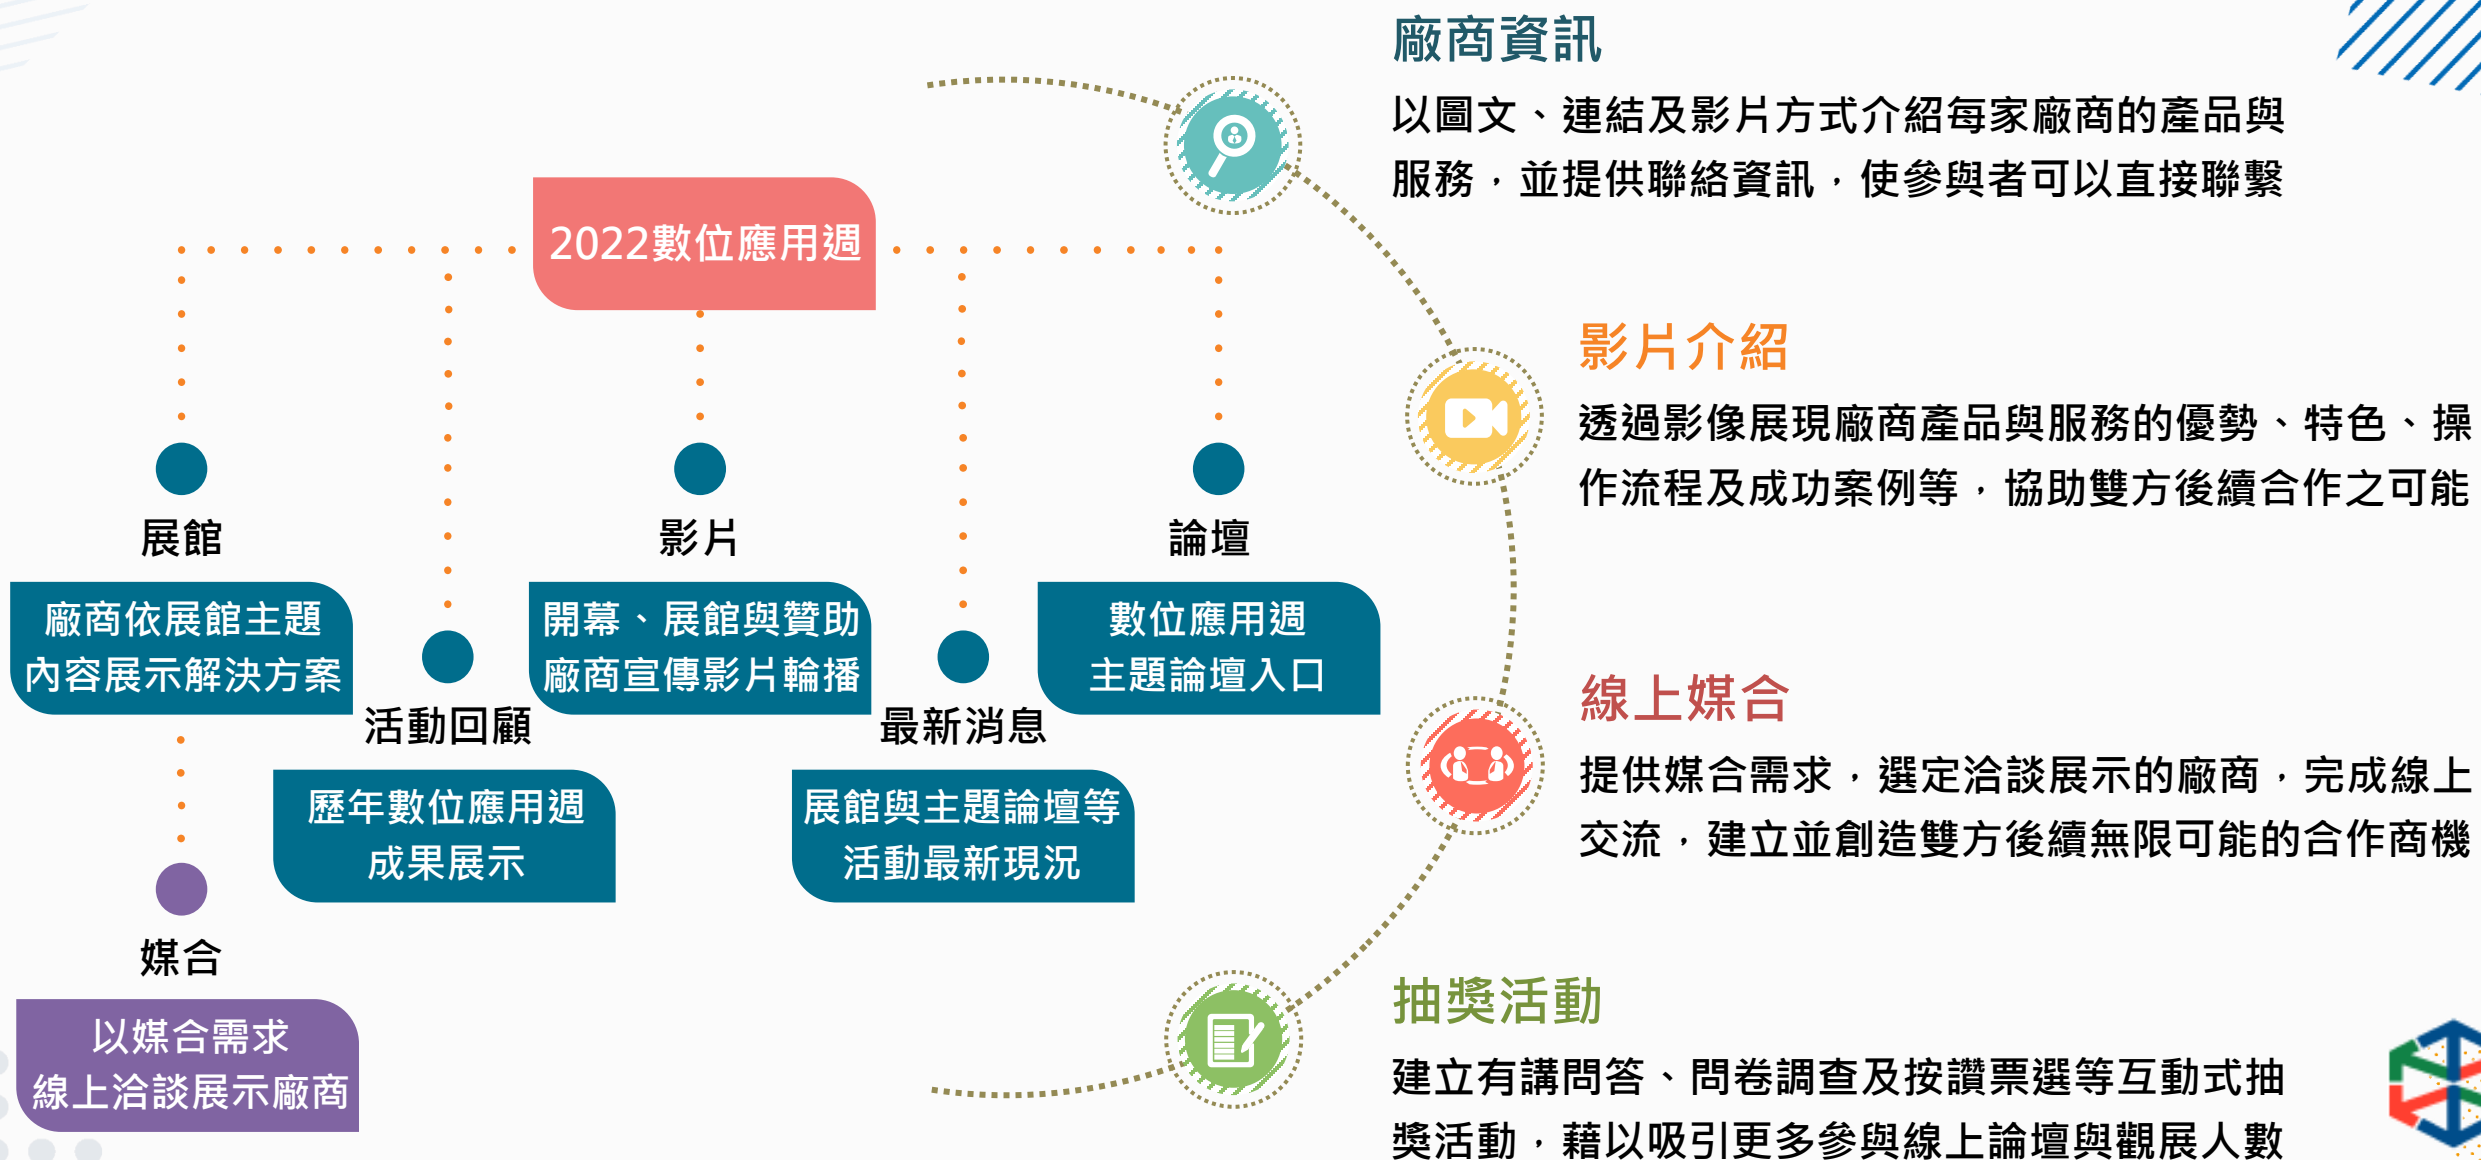 2022數位應用週
展館
廠商依展館主題
內容展示解決方案
媒合
以媒合需求
線上洽談展示廠商
活動回顧
歷年數位應用週
成果展示
影片
開幕、展館與贊助
廠商宣傳影片輪播
最新消息
展館與主題論壇等
活動最新現況
論壇
數位應用週
主題論壇入口
廠商資訊
以圖文、連結及影片方式介紹每家廠商的產品與
服務，並提供聯絡資訊，使參與者可以直接聯繫
影片介紹
透過影像展現廠商產品與服務的優勢、特色、操
作流程及成功案例等，協助雙方後續合作之可能
線上媒合
提供媒合需求，選定洽談展示的廠商，完成線上
交流，建立並創造雙方後續無限可能的合作商機
抽獎活動
建立有講問答、問卷調查及按讚票選等互動式抽
獎活動，藉以吸引更多參與線上論壇與觀展人數